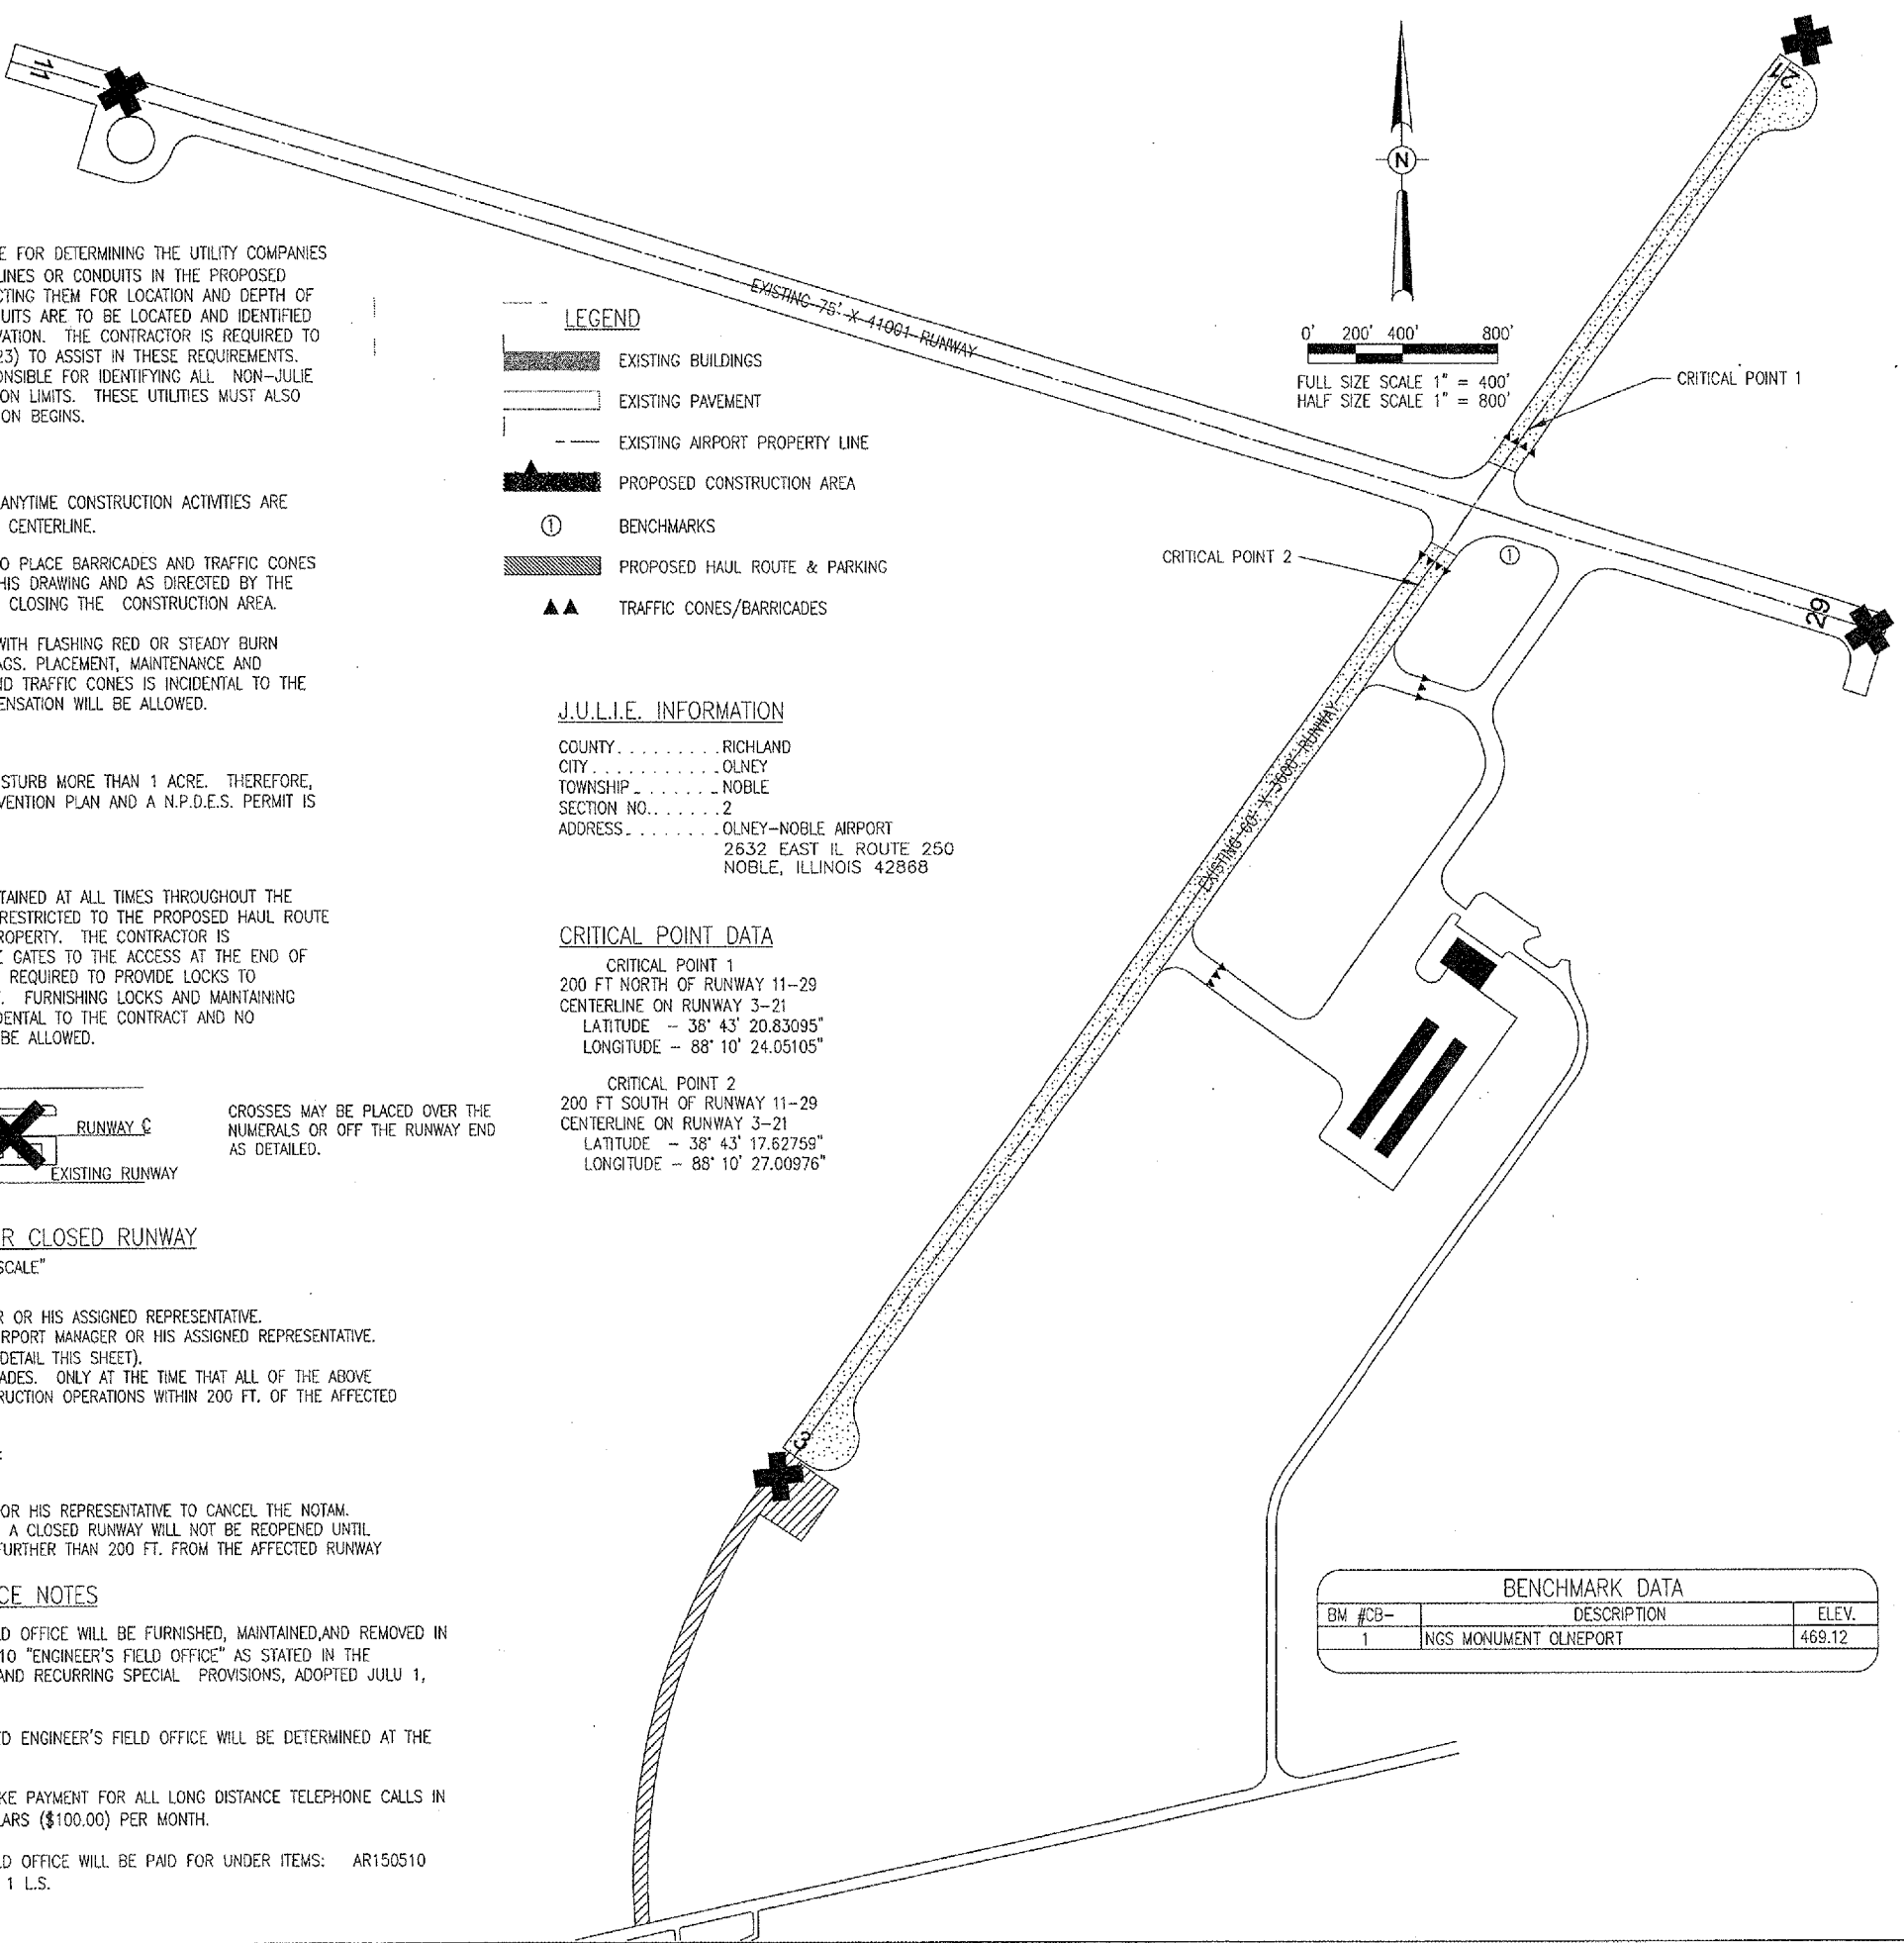 11
21
N
E FOR DETERMINING THE UTILITY COMPANIES
LINES OR CONDUITS IN THE PROPOSED
CTING THEM FOR LOCATION AND DEPTH OF
UITS ARE TO BE LOCATED AND IDENTIFIED
VATION. THE CONTRACTOR IS REQUIRED TO
23) TO ASSIST IN THESE REQUIREMENTS.
ONSIBLE FOR IDENTIFYING ALL NON-JULIE
ON LIMITS. THESE UTILITIES MUST ALSO
ON BEGINS.
ANYTIME CONSTRUCTION ACTIVITIES ARE
CENTERLINE.
O PLACE BARRICADES AND TRAFFIC CONES
HIS DRAWING AND AS DIRECTED BY THE
CLOSING THE CONSTRUCTION AREA.
WITH FLASHING RED OR STEADY BURN
AGS. PLACEMENT, MAINTENANCE AND
ND TRAFFIC CONES IS INCIDENTAL TO THE
ENSATION WILL BE ALLOWED.
STURB MORE THAN 1 ACRE. THEREFORE,
VENTION PLAN AND A N.P.D.E.S. PERMIT IS
TAINED AT ALL TIMES THROUGHOUT THE
RESTRICTED TO THE PROPOSED HAUL ROUTE
ROPERTY. THE CONTRACTOR IS
E GATES TO THE ACCESS AT THE END OF
REQUIRED TO PROVIDE LOCKS TO
. FURNISHING LOCKS AND MAINTAINING
DENTAL TO THE CONTRACT AND NO
BE ALLOWED.
RUNWAY ℄
EXISTING RUNWAY
CROSSES MAY BE PLACED OVER THE
NUMERALS OR OFF THE RUNWAY END
AS DETAILED.
R CLOSED RUNWAY
SCALE"
R OR HIS ASSIGNED REPRESENTATIVE.
RPORT MANAGER OR HIS ASSIGNED REPRESENTATIVE.
DETAIL THIS SHEET).
ADES. ONLY AT THE TIME THAT ALL OF THE ABOVE
RUCTION OPERATIONS WITHIN 200 FT. OF THE AFFECTED
:
OR HIS REPRESENTATIVE TO CANCEL THE NOTAM.
A CLOSED RUNWAY WILL NOT BE REOPENED UNTIL
FURTHER THAN 200 FT. FROM THE AFFECTED RUNWAY
CE NOTES
LD OFFICE WILL BE FURNISHED, MAINTAINED,AND REMOVED IN
10 "ENGINEER'S FIELD OFFICE" AS STATED IN THE
AND RECURRING SPECIAL PROVISIONS, ADOPTED JULU 1,
ED ENGINEER'S FIELD OFFICE WILL BE DETERMINED AT THE
KE PAYMENT FOR ALL LONG DISTANCE TELEPHONE CALLS IN
LARS ($100.00) PER MONTH.
LD OFFICE WILL BE PAID FOR UNDER ITEMS: AR150510
1 L.S.
LEGEND
EXISTING BUILDINGS
EXISTING PAVEMENT
EXISTING AIRPORT PROPERTY LINE
PROPOSED CONSTRUCTION AREA
① BENCHMARKS
PROPOSED HAUL ROUTE & PARKING
TRAFFIC CONES/BARRICADES
J.U.L.I.E. INFORMATION
COUNTY. . . . . . . . . RICHLAND
CITY . . . . . . . . . . . OLNEY
TOWNSHIP . . . . . . . NOBLE
SECTION NO. . . . . . . 2
ADDRESS . . . . . . . . OLNEY-NOBLE AIRPORT
2632 EAST IL ROUTE 250
NOBLE, ILLINOIS 42868
CRITICAL POINT DATA
CRITICAL POINT 1
200 FT NORTH OF RUNWAY 11-29
CENTERLINE ON RUNWAY 3-21
LATITUDE - 38° 43' 20.83095"
LONGITUDE - 88° 10' 24.05105"
CRITICAL POINT 2
200 FT SOUTH OF RUNWAY 11-29
CENTERLINE ON RUNWAY 3-21
LATITUDE - 38° 43' 17.62759"
LONGITUDE - 88° 10' 27.00976"
EXISTING 75' X 41001 RUNWAY
0' 200' 400' 800'
FULL SIZE SCALE 1" = 400'
HALF SIZE SCALE 1" = 800'
CRITICAL POINT 1
CRITICAL POINT 2
①
29
EXISTING 60' X 3600' RUNWAY
3
BENCHMARK DATA
BM #CB- DESCRIPTION ELEV.
1 NGS MONUMENT OLNEPORT 469.12